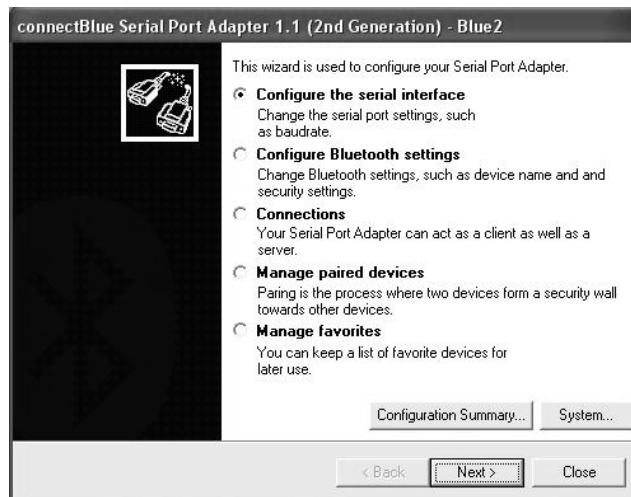 connectBlue Serial Port Adapter 1.1 (2nd Generation) - Blue2
This wizard is used to configure your Serial Port Adapter.
Configure the serial interface
Change the serial port settings, such
as baudrate.
Configure Bluetooth settings
Change Bluetooth settings, such as device name and and
security settings.
Connections
Your Serial Port Adapter can act as a client as well as a
server.
Manage paired devices
Paring is the process where two devices form a security wall
towards other devices.
Manage favorites
You can keep a list of favorite devices for
later use.
Configuration Summary... System...
< Back Next > Close